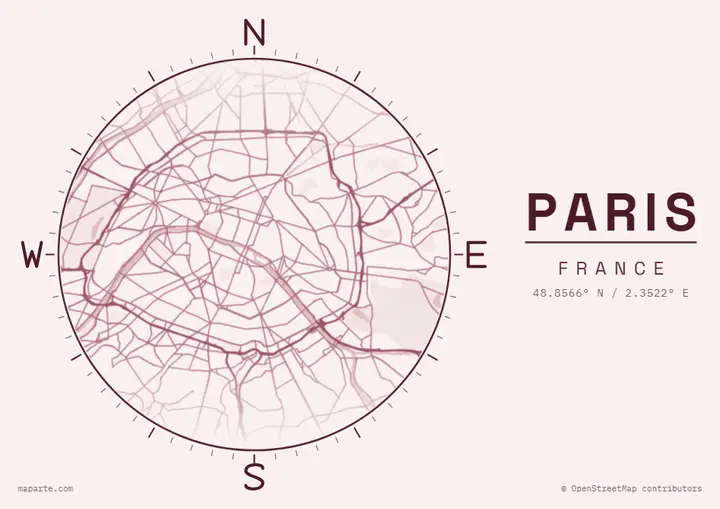 N
W
E
S
PARIS
FRANCE
48.8566° N / 2.3522° E
maparte.com
© OpenStreetMap contributors